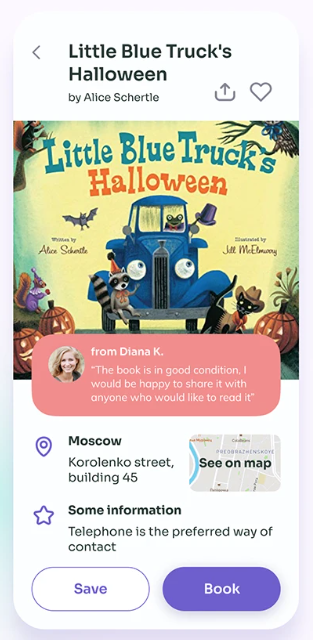 Little Blue Truck's
Halloween
by Alice Schertle
Little Blue Truck's
Halloween
Written by
Alice Schertle
Illustrated by
Jill McElmurry
from Diana K.
“The book is in good condition. I
would be happy to share it with
anyone who would like to read it”
Moscow
Korolenko street,
building 45
PREOBRAZHENSKOYE
See on map
Some information
Telephone is the preferred way of
contact
Save
Book